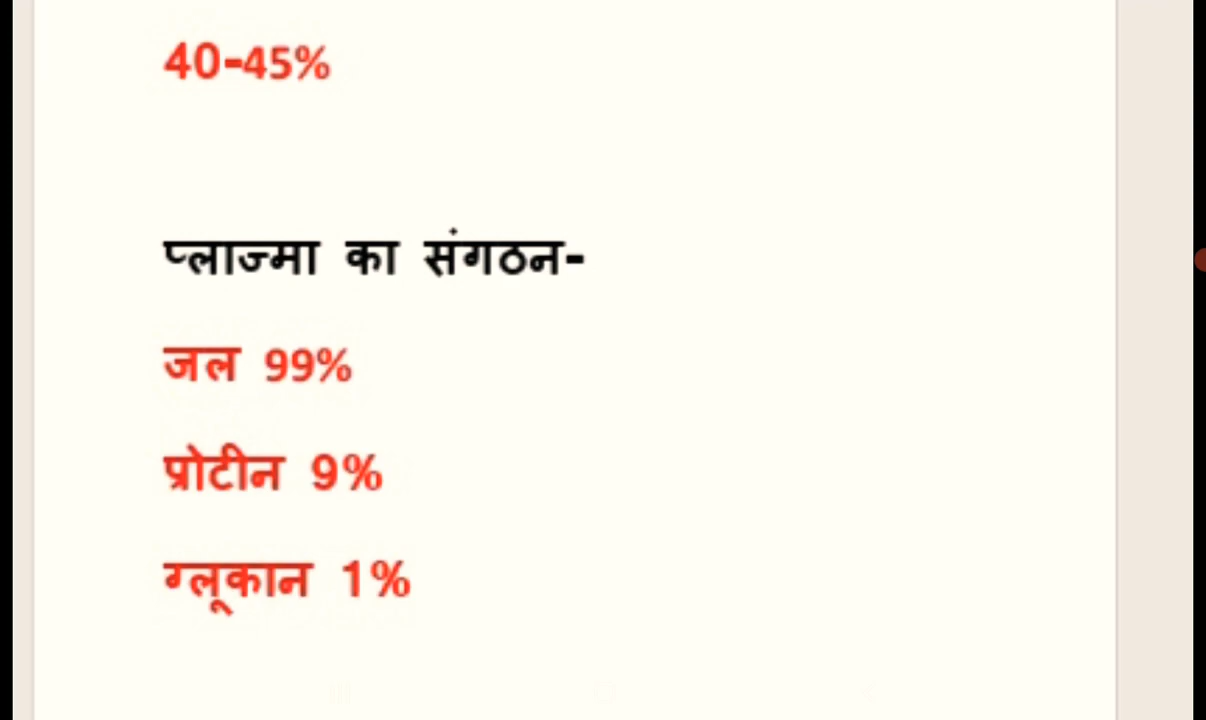 40-45%
प्लाज्मा का संगठन-
जल 99%
प्रोटीन 9%
ग्लूकान 1%